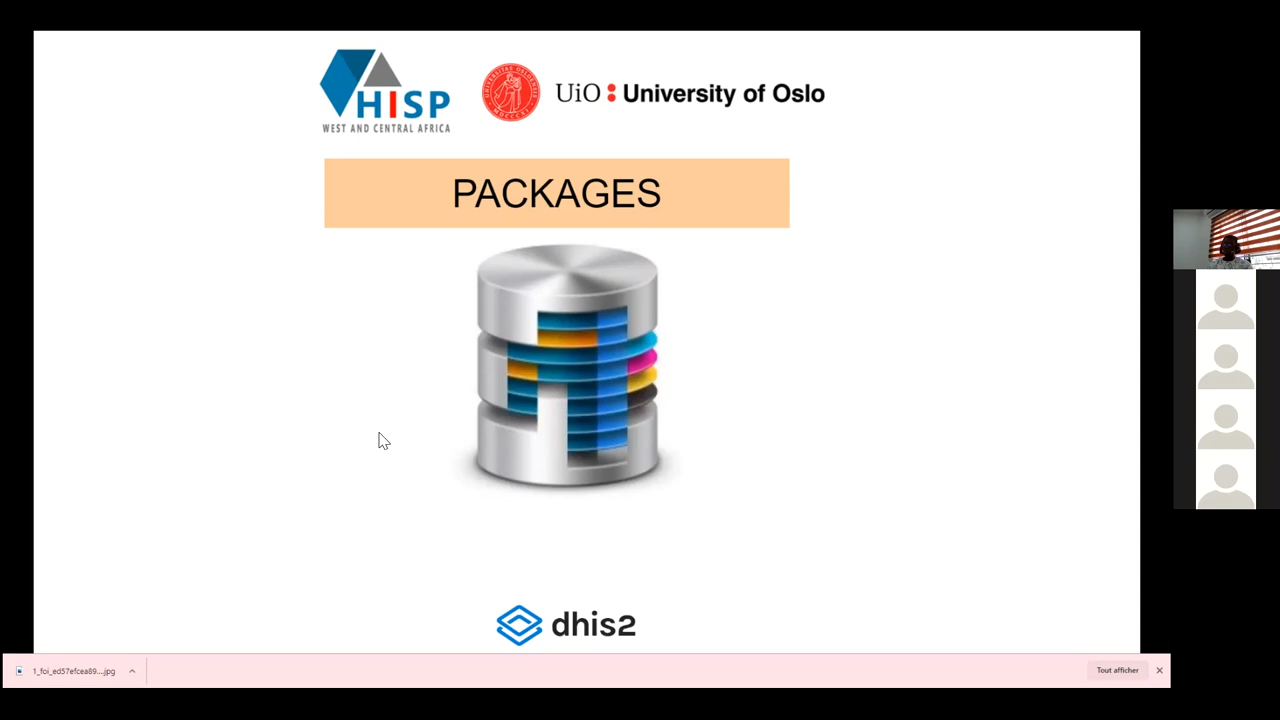 HISP
WEST AND CENTRAL AFRICA
UiO University of Oslo
PACKAGES
dhis2
1_foi_ed57efcea89....jpg
Tout afficher